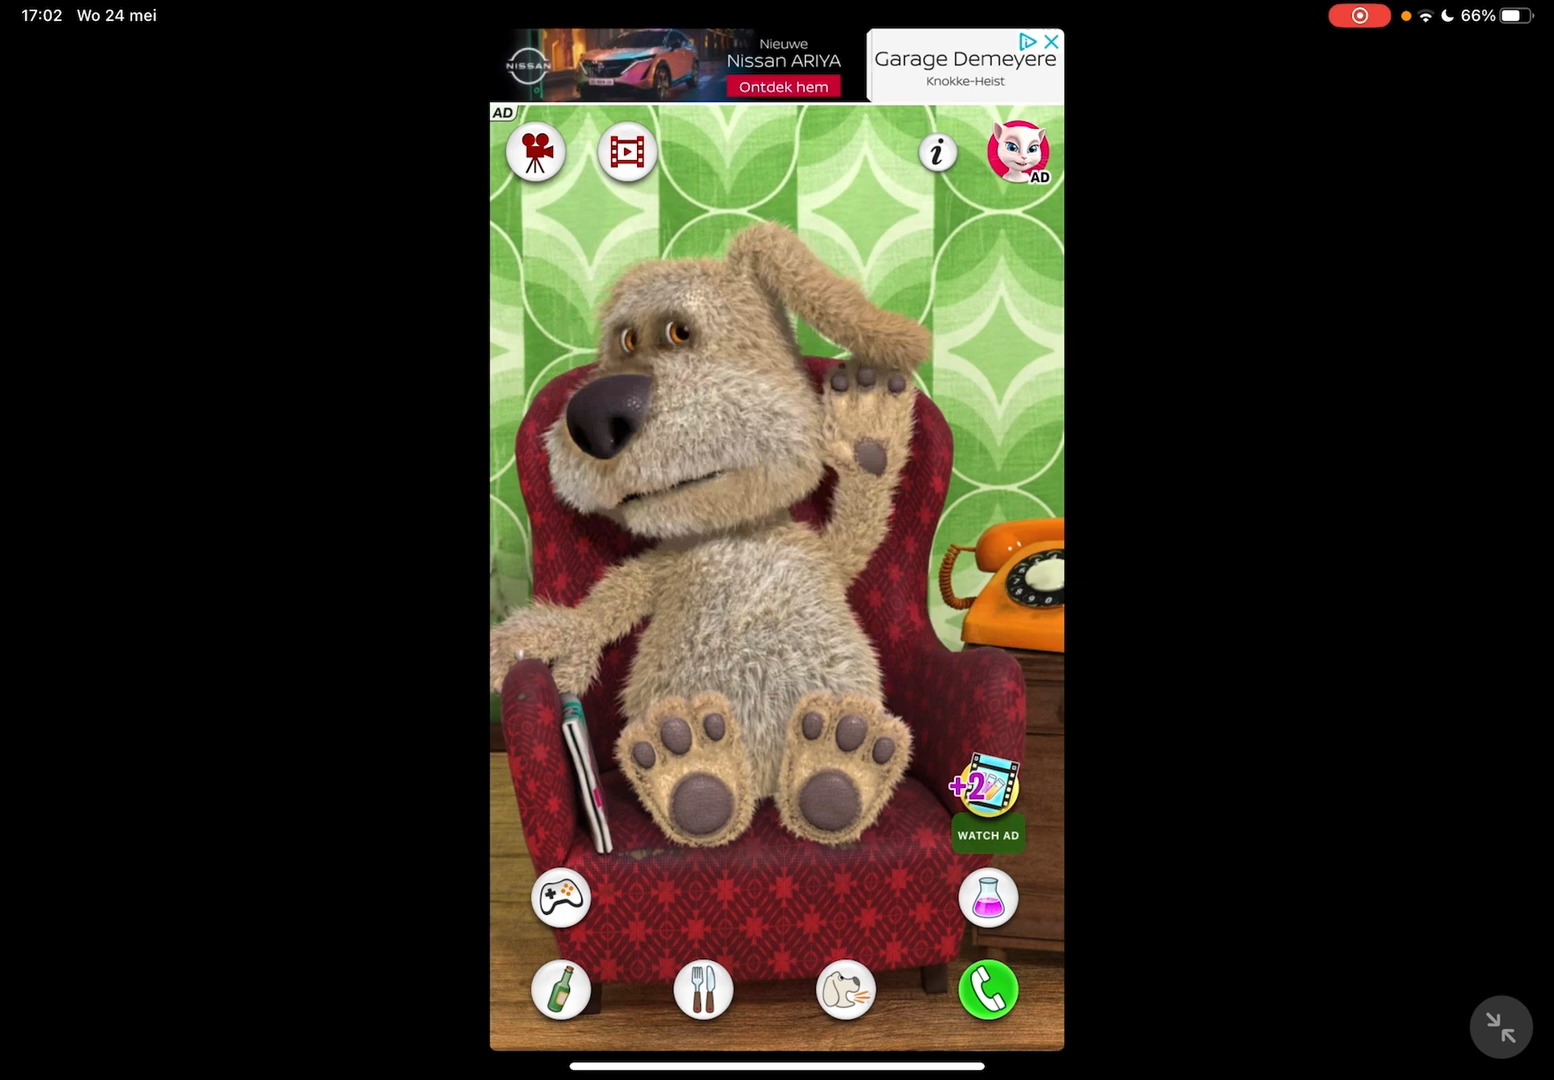 17:02 Wo 24 mei
66%
NISSAN
Nieuwe
Nissan ARIYA
Ontdek hem
Garage Demeyere
Knokke-Heist
AD
i
AD
+2
WATCH AD